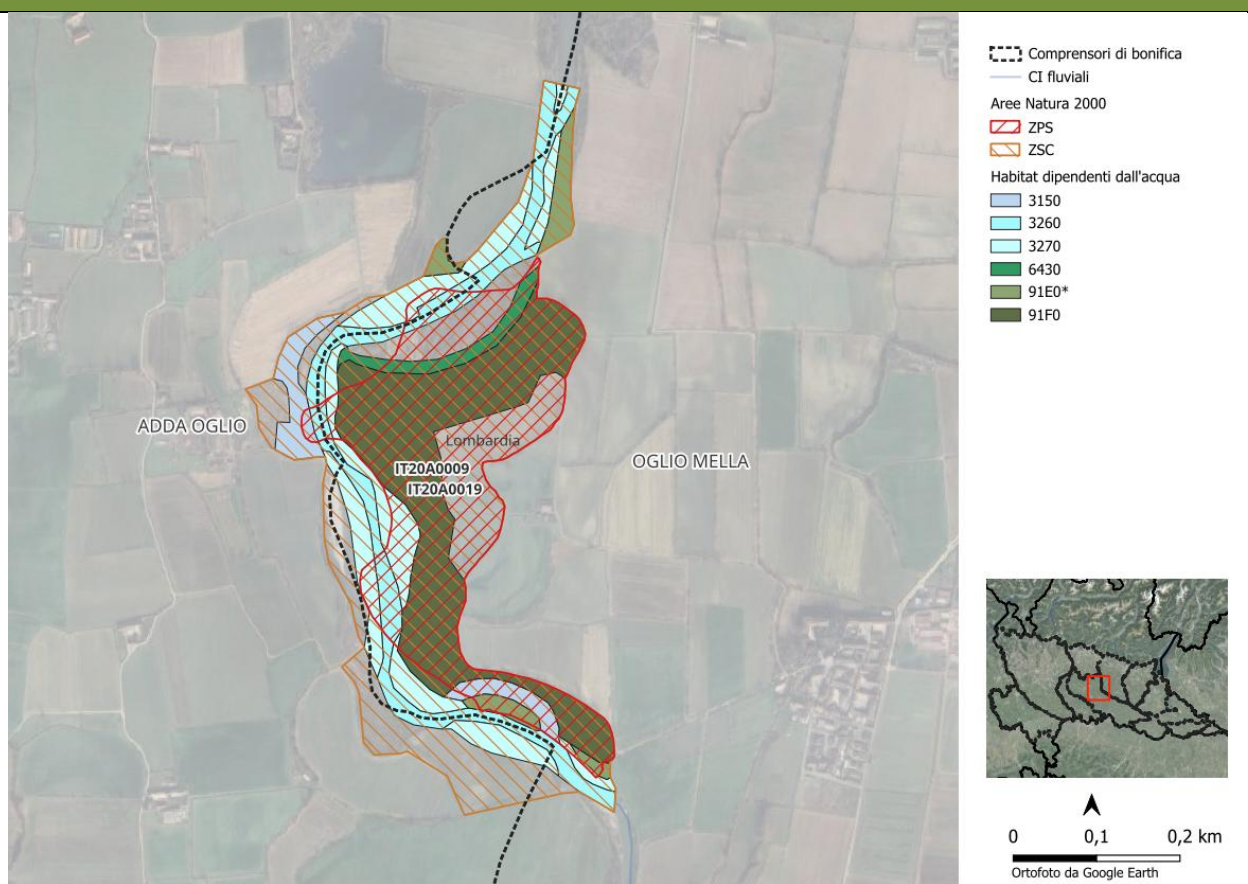 Comprensori di bonifica
CI fluviali
Aree Natura 2000
ZPS
ZSC
Habitat dipendenti dall'acqua
3150
3260
3270
6430
91E0*
91F0
ADDA OGLIO
Lombardia
OGLIO MELLA
IT20A0009
IT20A0019
0 0,1 0,2 km
Ortofoto da Google Earth